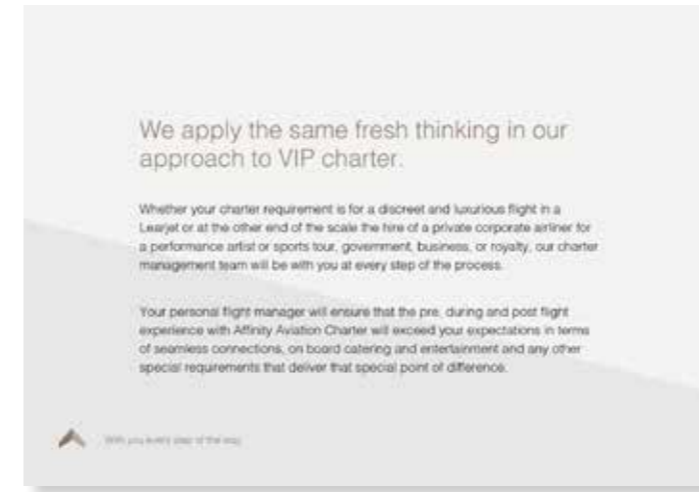 We apply the same fresh thinking in our
approach to VIP charter.
Whether your charter requirement is for a discreet and luxurious flight in a
Learjet or at the other end of the scale the hire of a private corporate airliner for
a performance artist or sports tour, government, business, or royalty, our charter
management team will be with you at every step of the process.
Your personal flight manager will ensure that the pre, during and post flight
experience with Affinity Aviation Charter will exceed your expectations in terms
of seamless connections, on board catering and entertainment and any other
special requirements that deliver that special point of difference.
With you every step of the way